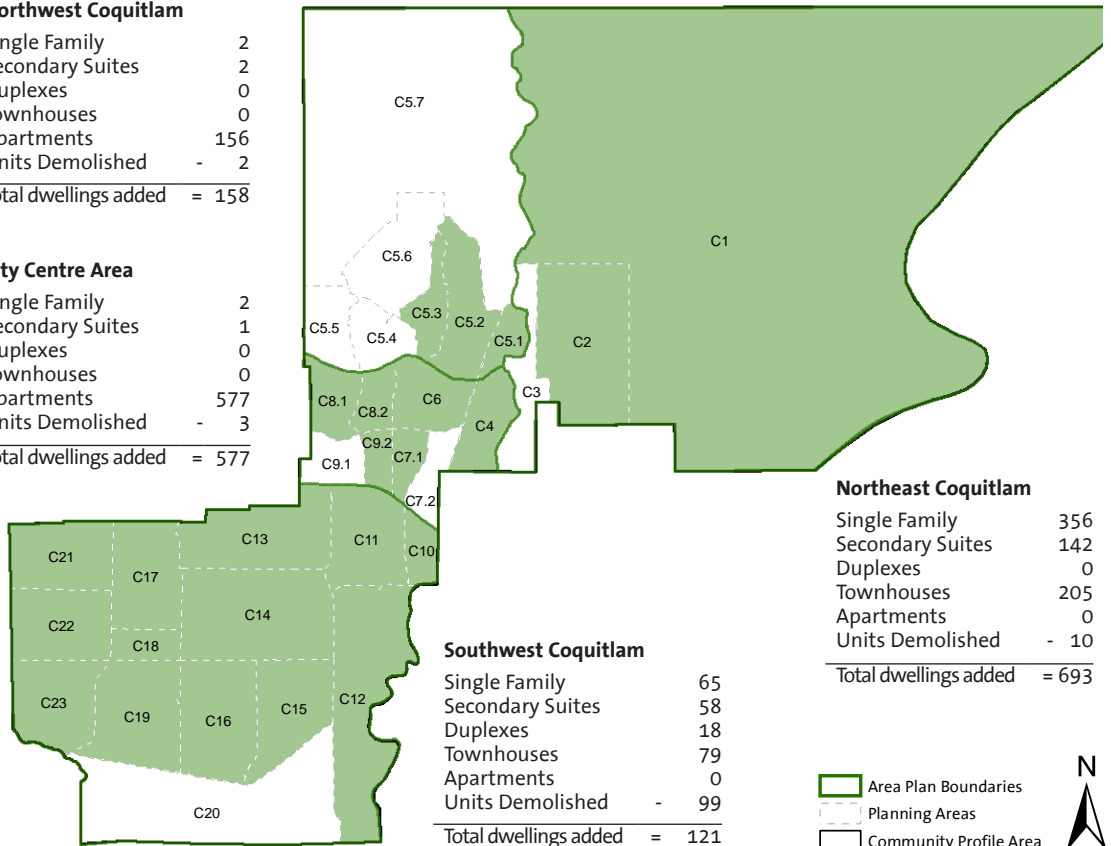 orthwest Coquitlam
ngle Family 2
econdary Suites 2
uplexes 0
ownhouses 0
partments 156
nits Demolished - 2
otal dwellings added = 158
ty Centre Area
ngle Family 2
econdary Suites 1
uplexes 0
ownhouses 0
partments 577
nits Demolished - 3
otal dwellings added = 577
C5.7
C1
C5.6
C5.3
C5.2
C5.5
C5.4
C5.1
C2
C3
C8.1
C8.2
C6
C4
C9.2
C7.1
C9.1
C7.2
C13
C11
C10
C21
C17
C14
C22
C18
C23
C19
C16
C15
C12
C20
Northeast Coquitlam
Single Family 356
Secondary Suites 142
Duplexes 0
Townhouses 205
Apartments 0
Units Demolished - 10
Total dwellings added = 693
Southwest Coquitlam
Single Family 65
Secondary Suites 58
Duplexes 18
Townhouses 79
Apartments 0
Units Demolished - 99
Total dwellings added = 121
N
Area Plan Boundaries
Planning Areas
Community Profile Area